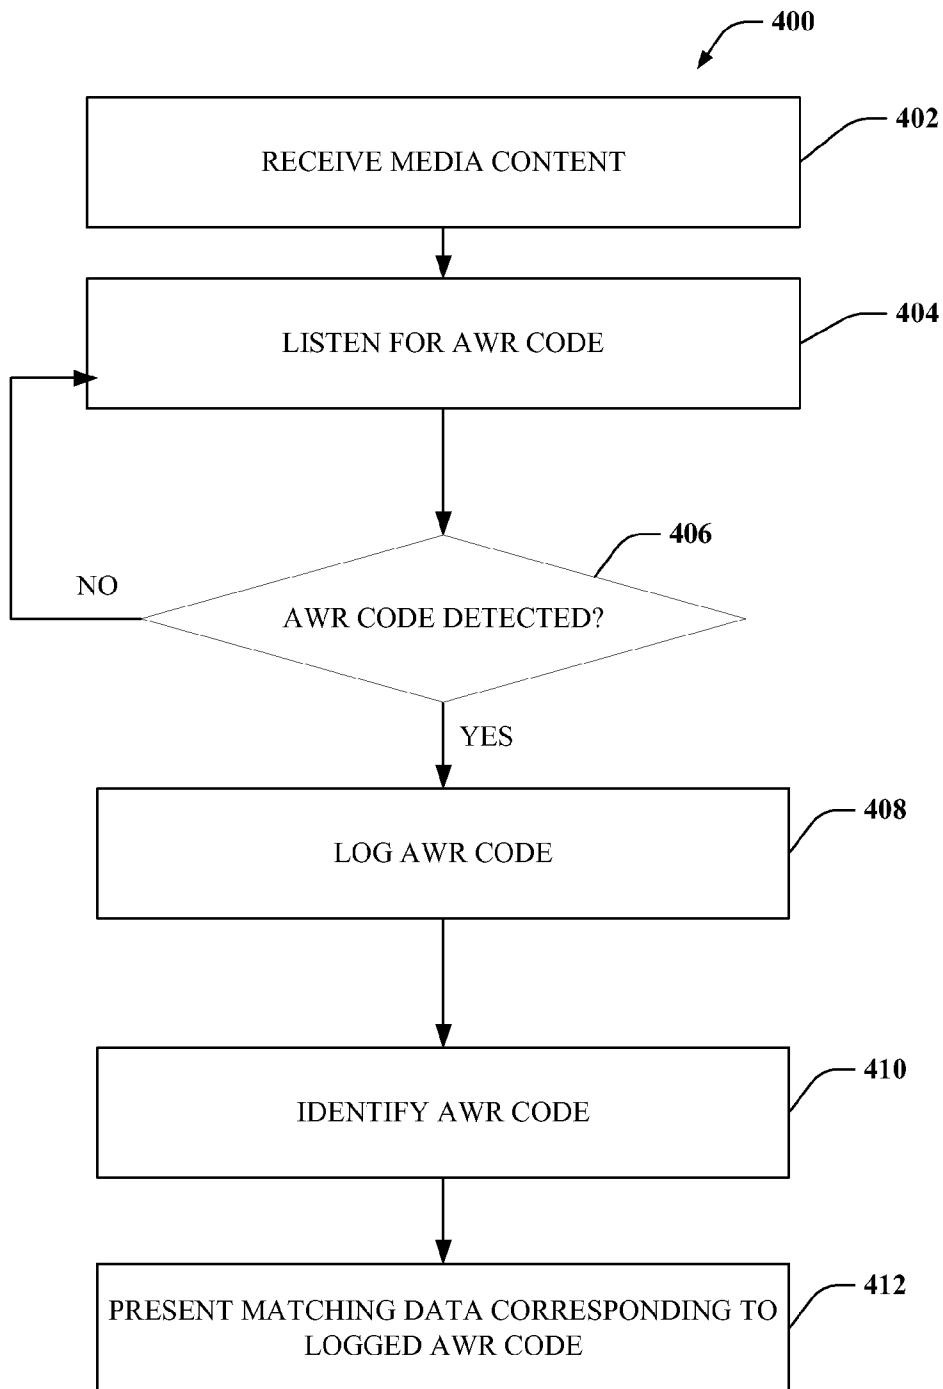 400
RECEIVE MEDIA CONTENT
402
LISTEN FOR AWR CODE
404
406
AWR CODE DETECTED?
NO
YES
LOG AWR CODE
408
IDENTIFY AWR CODE
410
PRESENT MATCHING DATA CORRESPONDING TO
LOGGED AWR CODE
412